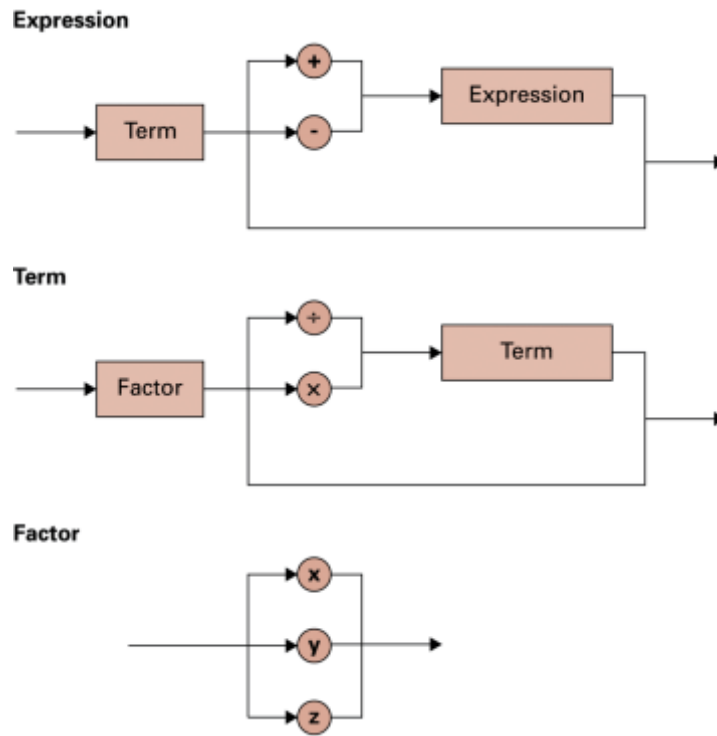 Expression
+
Term
-
Expression
Term
÷
Factor
×
Term
Factor
x
y
z